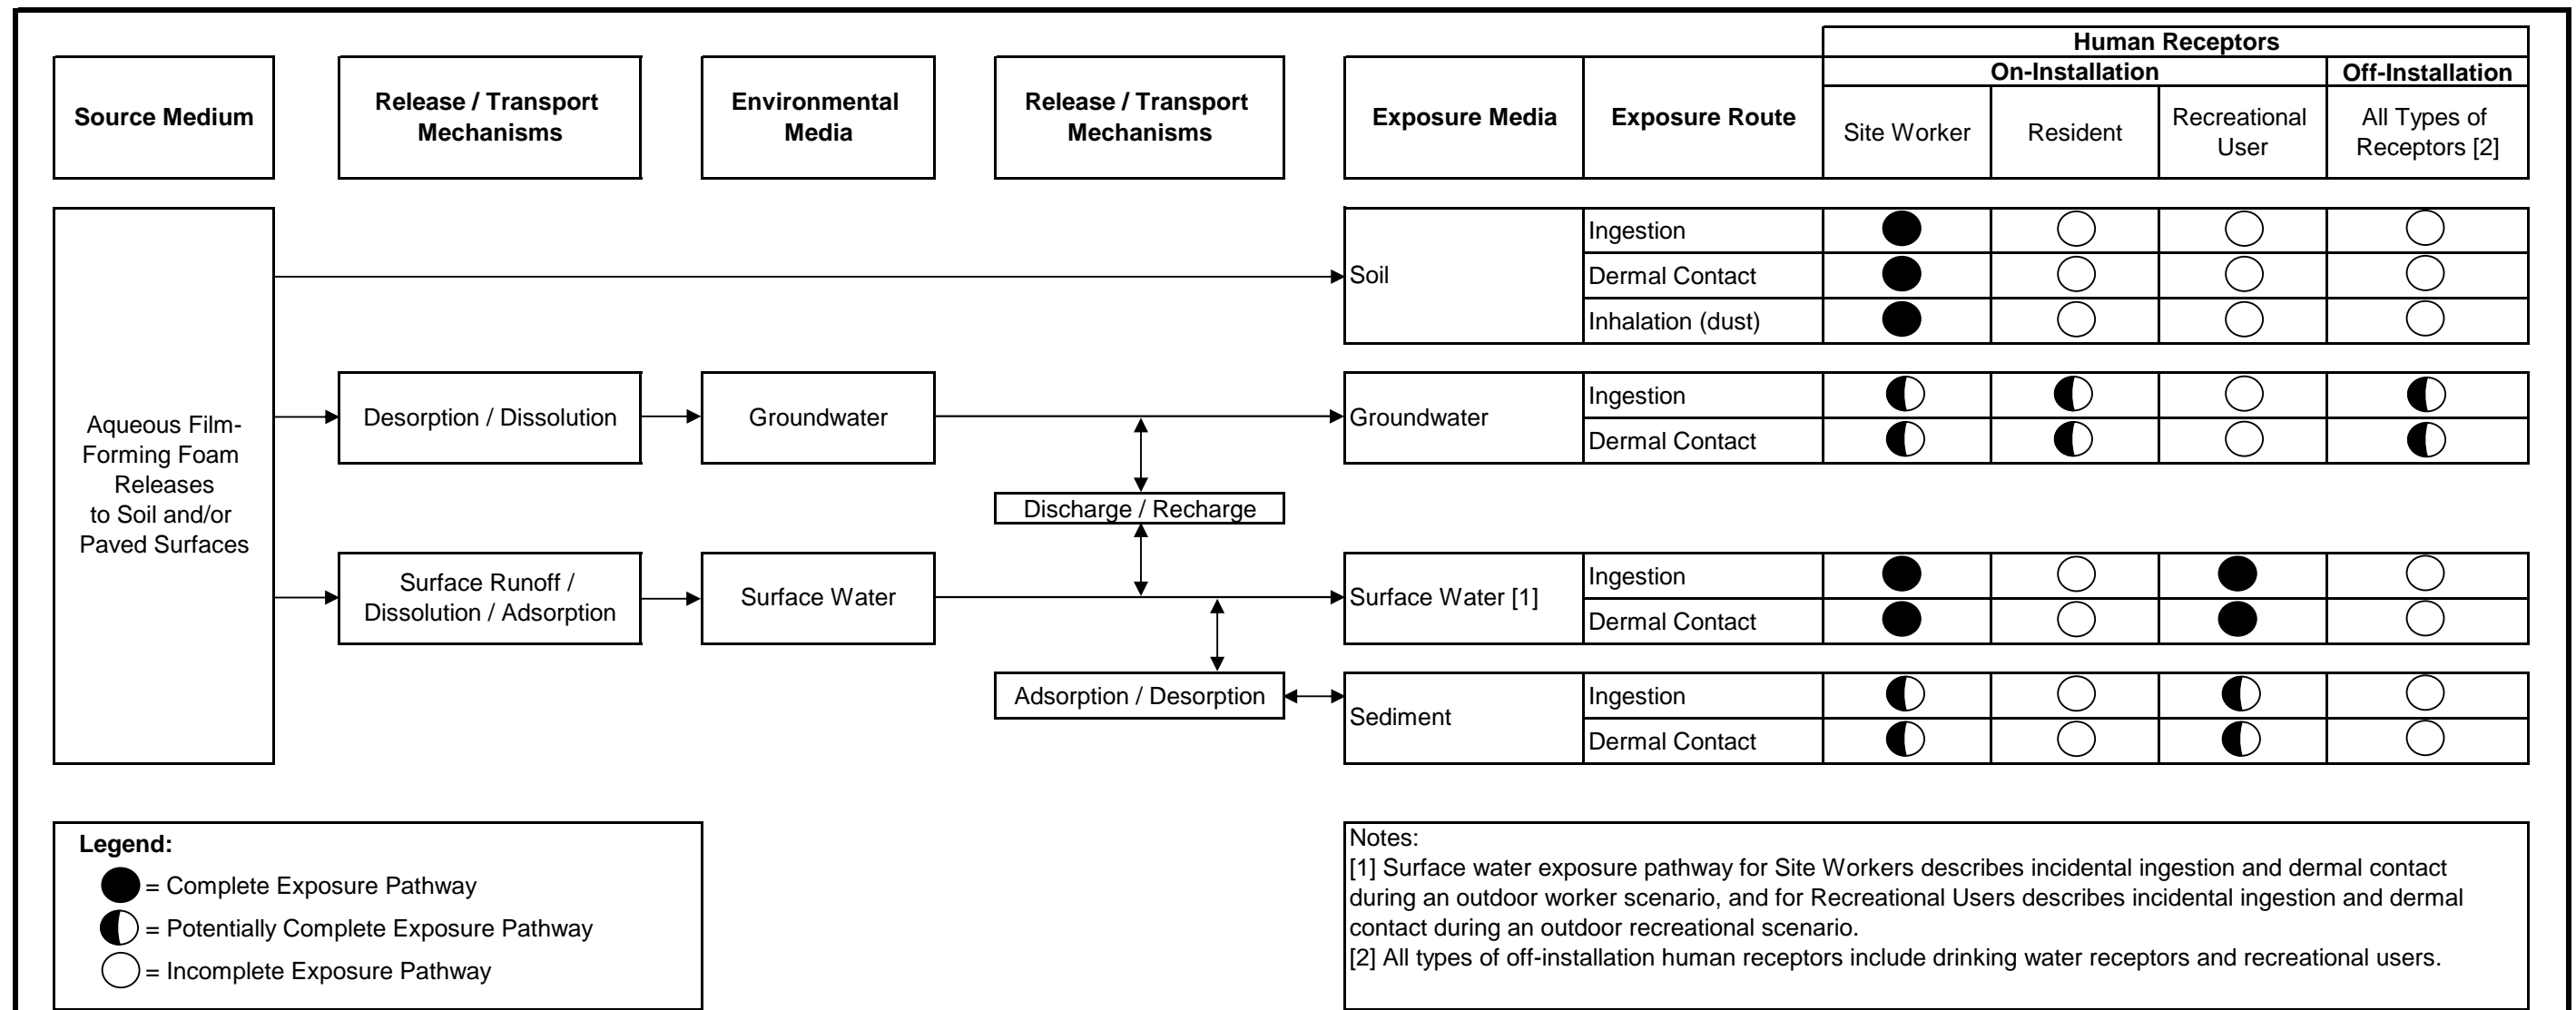 Human Receptors
On-Installation
Off-Installation
Source Medium
Release / Transport
Mechanisms
Environmental
Media
Release / Transport
Mechanisms
Exposure Media
Exposure Route
Site Worker
Resident
Recreational
User
All Types of
Receptors [2]
Aqueous Film-
Forming Foam
Releases
to Soil and/or
Paved Surfaces
Soil
Ingestion
Dermal Contact
Inhalation (dust)
Desorption / Dissolution
Groundwater
Groundwater
Ingestion
Dermal Contact
Discharge / Recharge
Surface Runoff /
Dissolution / Adsorption
Surface Water
Surface Water [1]
Ingestion
Dermal Contact
Adsorption / Desorption
Sediment
Ingestion
Dermal Contact
Legend:
= Complete Exposure Pathway
= Potentially Complete Exposure Pathway
= Incomplete Exposure Pathway
Notes:
[1] Surface water exposure pathway for Site Workers describes incidental ingestion and dermal contact
during an outdoor worker scenario, and for Recreational Users describes incidental ingestion and dermal
contact during an outdoor recreational scenario.
[2] All types of off-installation human receptors include drinking water receptors and recreational users.